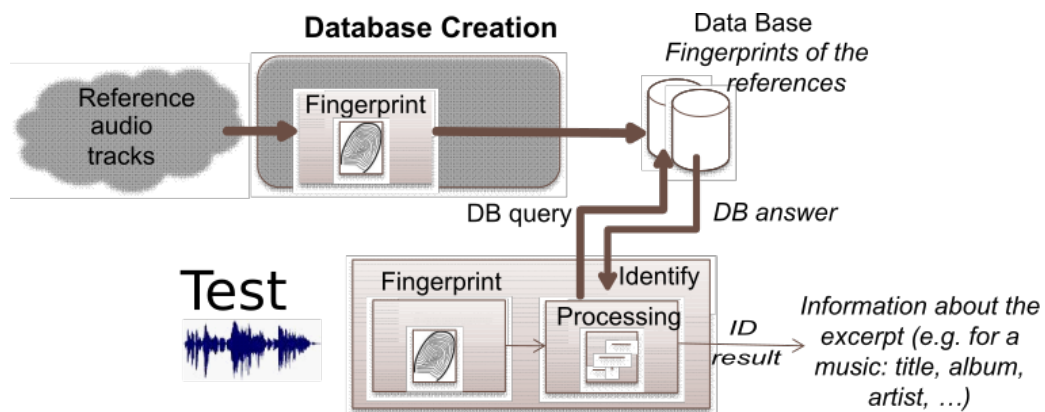 Database Creation
Data Base
Fingerprints of the
references
Reference
audio
tracks
Fingerprint
DB query
DB answer
Test
Fingerprint
Identify
Processing
ID
result
Information about the
excerpt (e.g. for a
music: title, album,
artist, …)